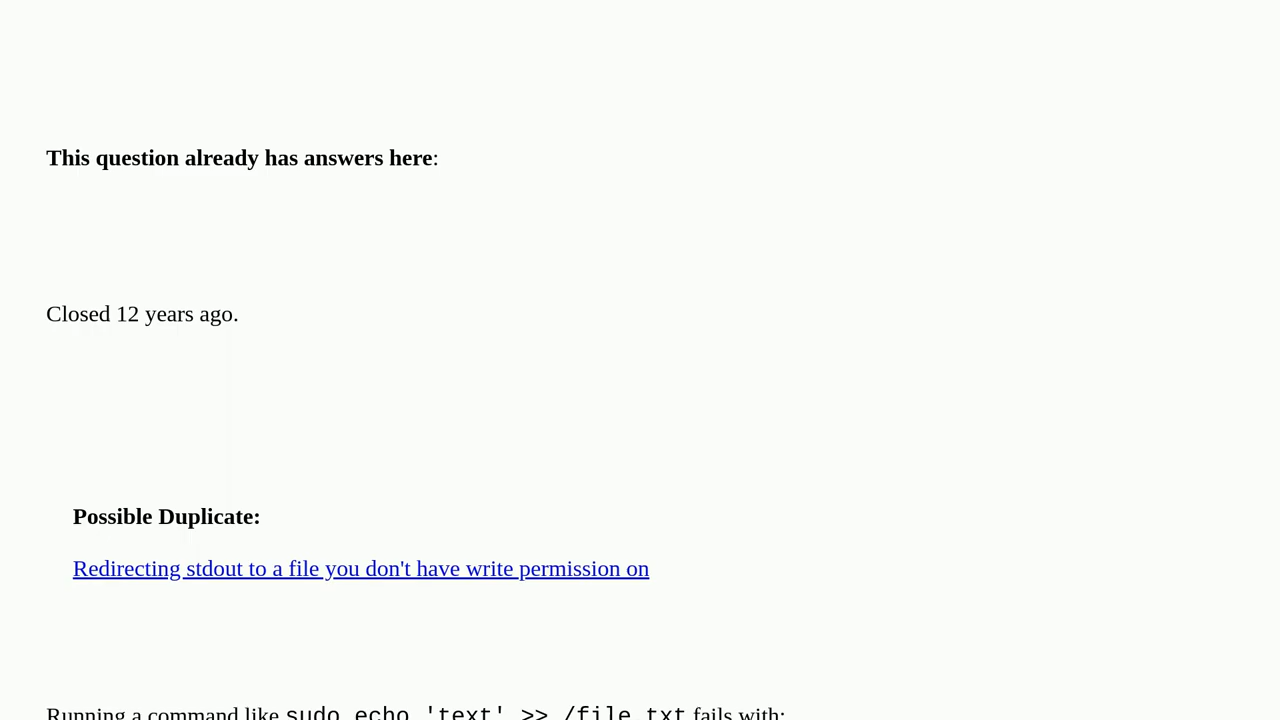 This question already has answers here:
Closed 12 years ago.
Possible Duplicate:
Redirecting stdout to a file you don't have write permission on
Running a command like sudo echo 'text' >> /file.txt fails with: